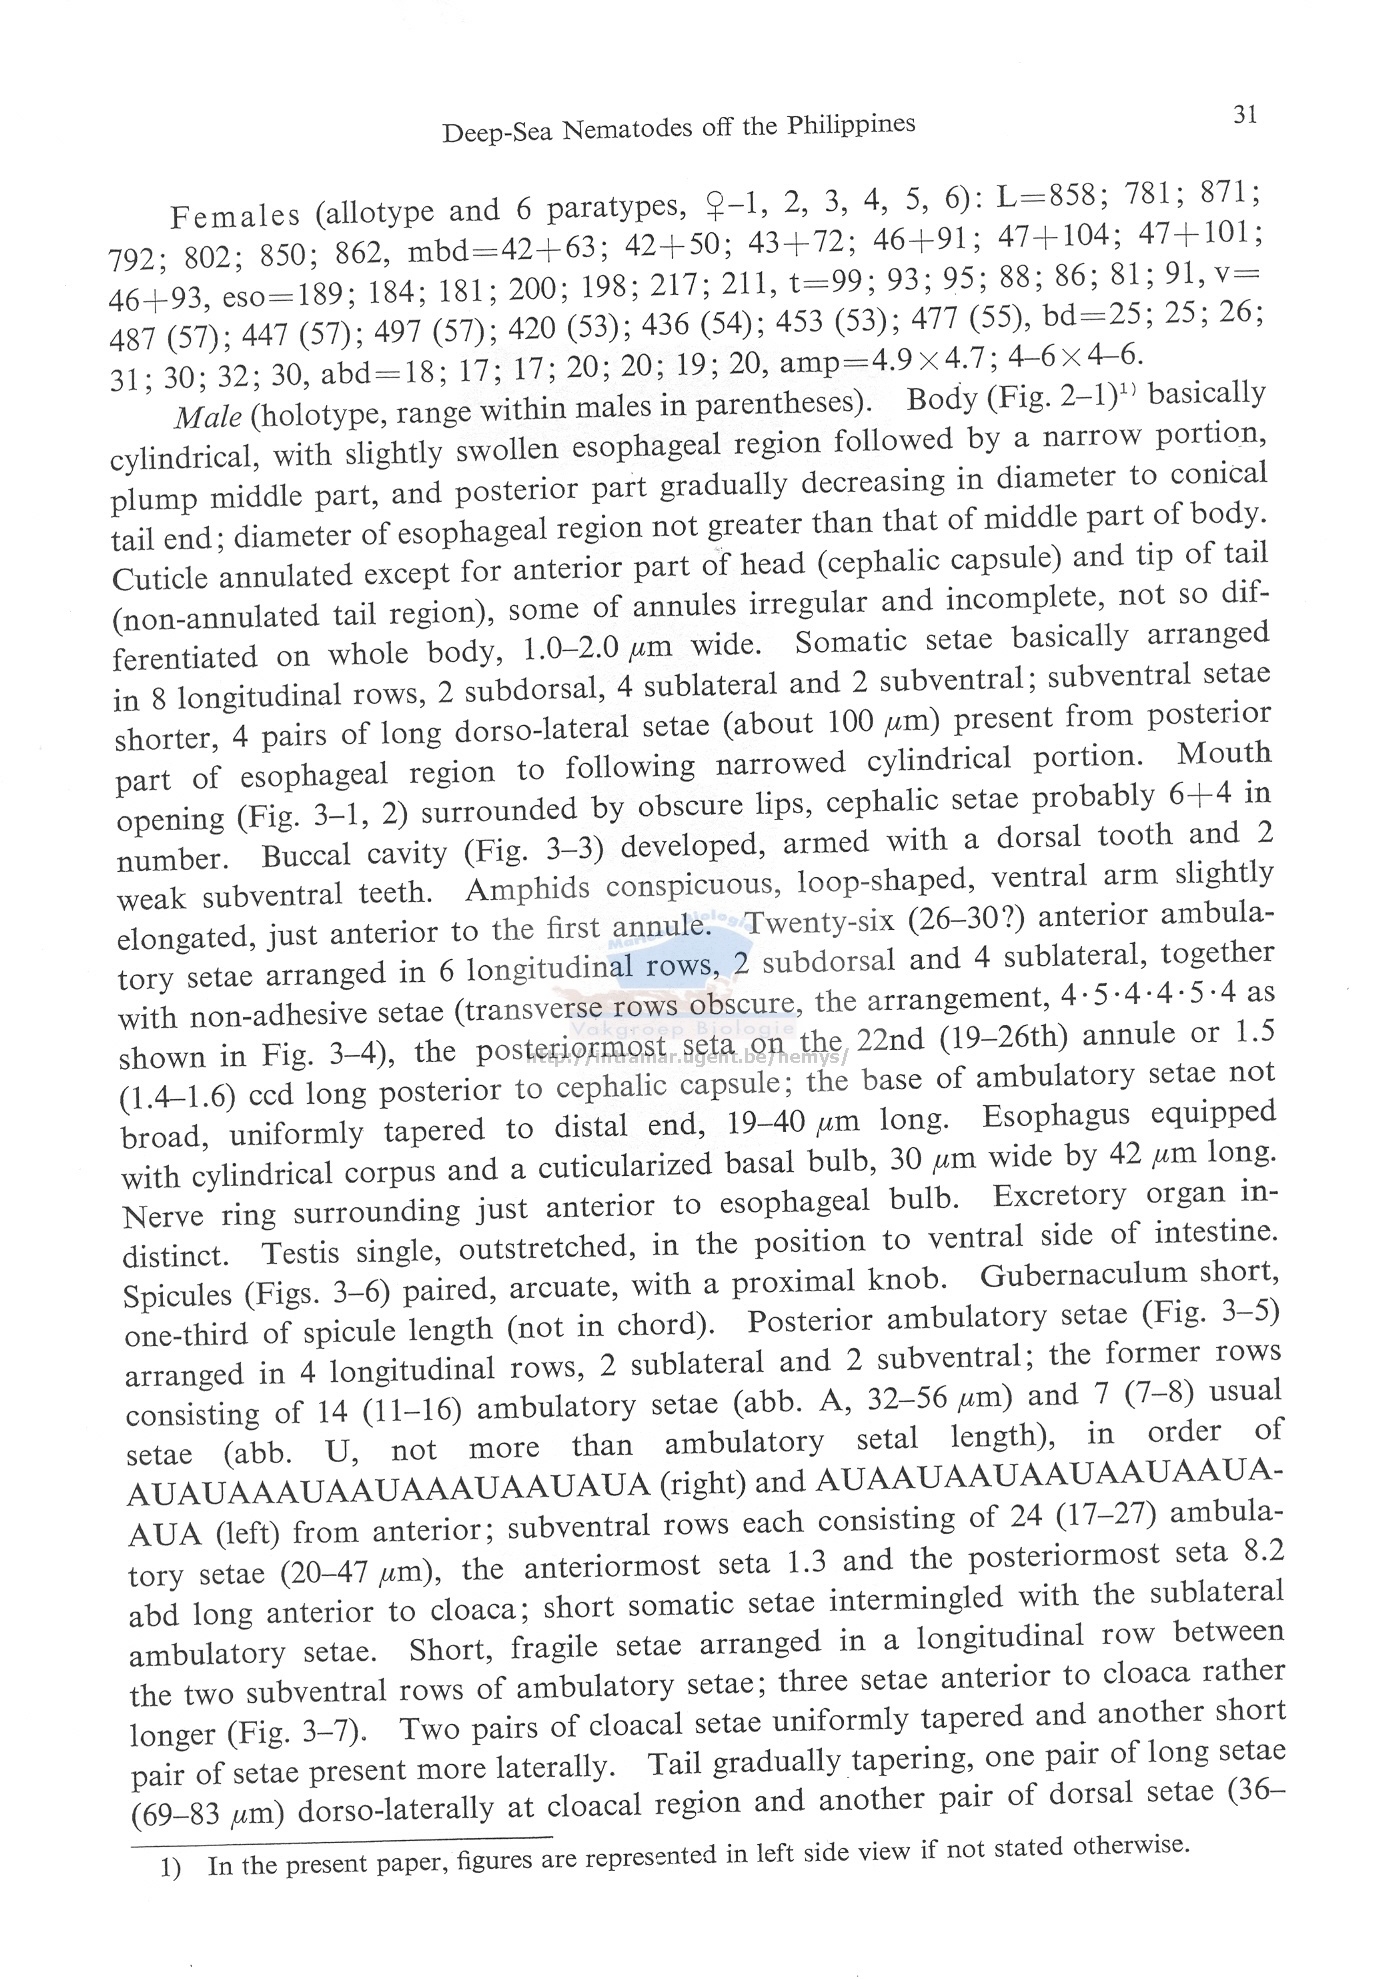 Deep-Sea Nematodes off the Philippines 31
Females (allotype and 6 paratypes, ♀–1, 2, 3, 4, 5, 6): L=858; 781; 871;
792; 802; 850; 862, mbd=42+63; 42+50; 43+72; 46+91; 47+104; 47+101;
46+93, eso=189; 184; 181; 200; 198; 217; 211, t=99; 93; 95; 88; 86; 81; 91, v=
487 (57); 447 (57); 497 (57); 420 (53); 436 (54); 453 (53); 477 (55), bd=25; 25; 26;
31; 30; 32; 30, abd=18; 17; 17; 20; 20; 19; 20, amp=4.9×4.7; 4–6×4–6.
Male (holotype, range within males in parentheses). Body (Fig. 2–1)¹⁾ basically
cylindrical, with slightly swollen esophageal region followed by a narrow portion,
plump middle part, and posterior part gradually decreasing in diameter to conical
tail end; diameter of esophageal region not greater than that of middle part of body.
Cuticle annulated except for anterior part of head (cephalic capsule) and tip of tail
(non-annulated tail region), some of annules irregular and incomplete, not so dif-
ferentiated on whole body, 1.0–2.0 μm wide. Somatic setae basically arranged
in 8 longitudinal rows, 2 subdorsal, 4 sublateral and 2 subventral; subventral setae
shorter, 4 pairs of long dorso-lateral setae (about 100 μm) present from posterior
part of esophageal region to following narrowed cylindrical portion. Mouth
opening (Fig. 3–1, 2) surrounded by obscure lips, cephalic setae probably 6+4 in
number. Buccal cavity (Fig. 3–3) developed, armed with a dorsal tooth and 2
weak subventral teeth. Amphids conspicuous, loop-shaped, ventral arm slightly
elongated, just anterior to the first annule. Twenty-six (26–30?) anterior ambula-
tory setae arranged in 6 longitudinal rows, 2 subdorsal and 4 sublateral, together
with non-adhesive setae (transverse rows obscure, the arrangement, 4·5·4·4·5·4 as
Vakgroep Biologie
shown in Fig. 3–4), the posteriormost seta on the 22nd (19–26th) annule or 1.5
http://intramar.ugent.be/nemys/
(1.4–1.6) ccd long posterior to cephalic capsule; the base of ambulatory setae not
broad, uniformly tapered to distal end, 19–40 μm long. Esophagus equipped
with cylindrical corpus and a cuticularized basal bulb, 30 μm wide by 42 μm long.
Nerve ring surrounding just anterior to esophageal bulb. Excretory organ in-
distinct. Testis single, outstretched, in the position to ventral side of intestine.
Spicules (Figs. 3–6) paired, arcuate, with a proximal knob. Gubernaculum short,
one-third of spicule length (not in chord). Posterior ambulatory setae (Fig. 3–5)
arranged in 4 longitudinal rows, 2 sublateral and 2 subventral; the former rows
consisting of 14 (11–16) ambulatory setae (abb. A, 32–56 μm) and 7 (7–8) usual
setae (abb. U, not more than ambulatory setal length), in order of
AUAUAAAUAAUAAAUAAUAUA (right) and AUAAUAAUAAUAAUAAUA-
AUA (left) from anterior; subventral rows each consisting of 24 (17–27) ambula-
tory setae (20–47 μm), the anteriormost seta 1.3 and the posteriormost seta 8.2
abd long anterior to cloaca; short somatic setae intermingled with the sublateral
ambulatory setae. Short, fragile setae arranged in a longitudinal row between
the two subventral rows of ambulatory setae; three setae anterior to cloaca rather
longer (Fig. 3–7). Two pairs of cloacal setae uniformly tapered and another short
pair of setae present more laterally. Tail gradually tapering, one pair of long setae
(69–83 μm) dorso-laterally at cloacal region and another pair of dorsal setae (36–
1) In the present paper, figures are represented in left side view if not stated otherwise.